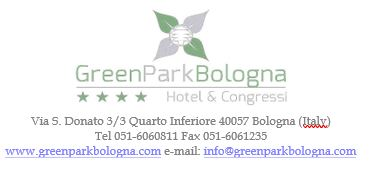 GreenParkBologna
★★★★ Hotel & Congressi
Via S. Donato 3/3 Quarto Inferiore 40057 Bologna (Italy)
Tel 051-6060811 Fax 051-6061235
www.greenparkbologna.com e-mail: info@greenparkbologna.com